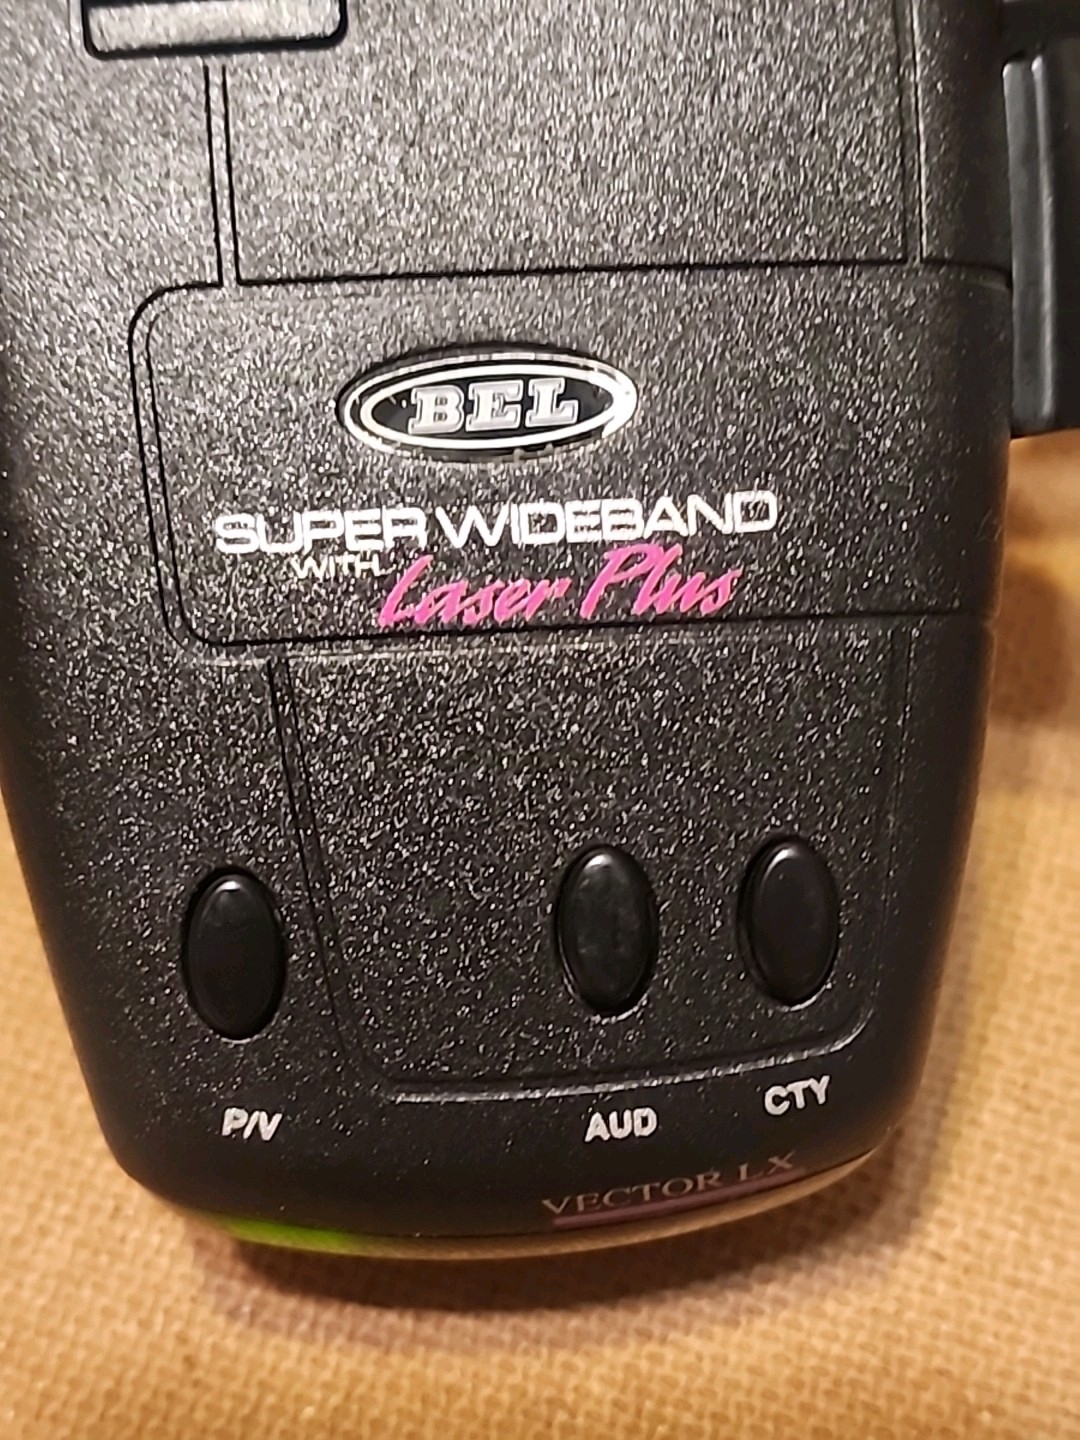 BEL
SUPER WIDEBAND
WITH Laser Plus
P/V
AUD
CTY
VECTOR LX